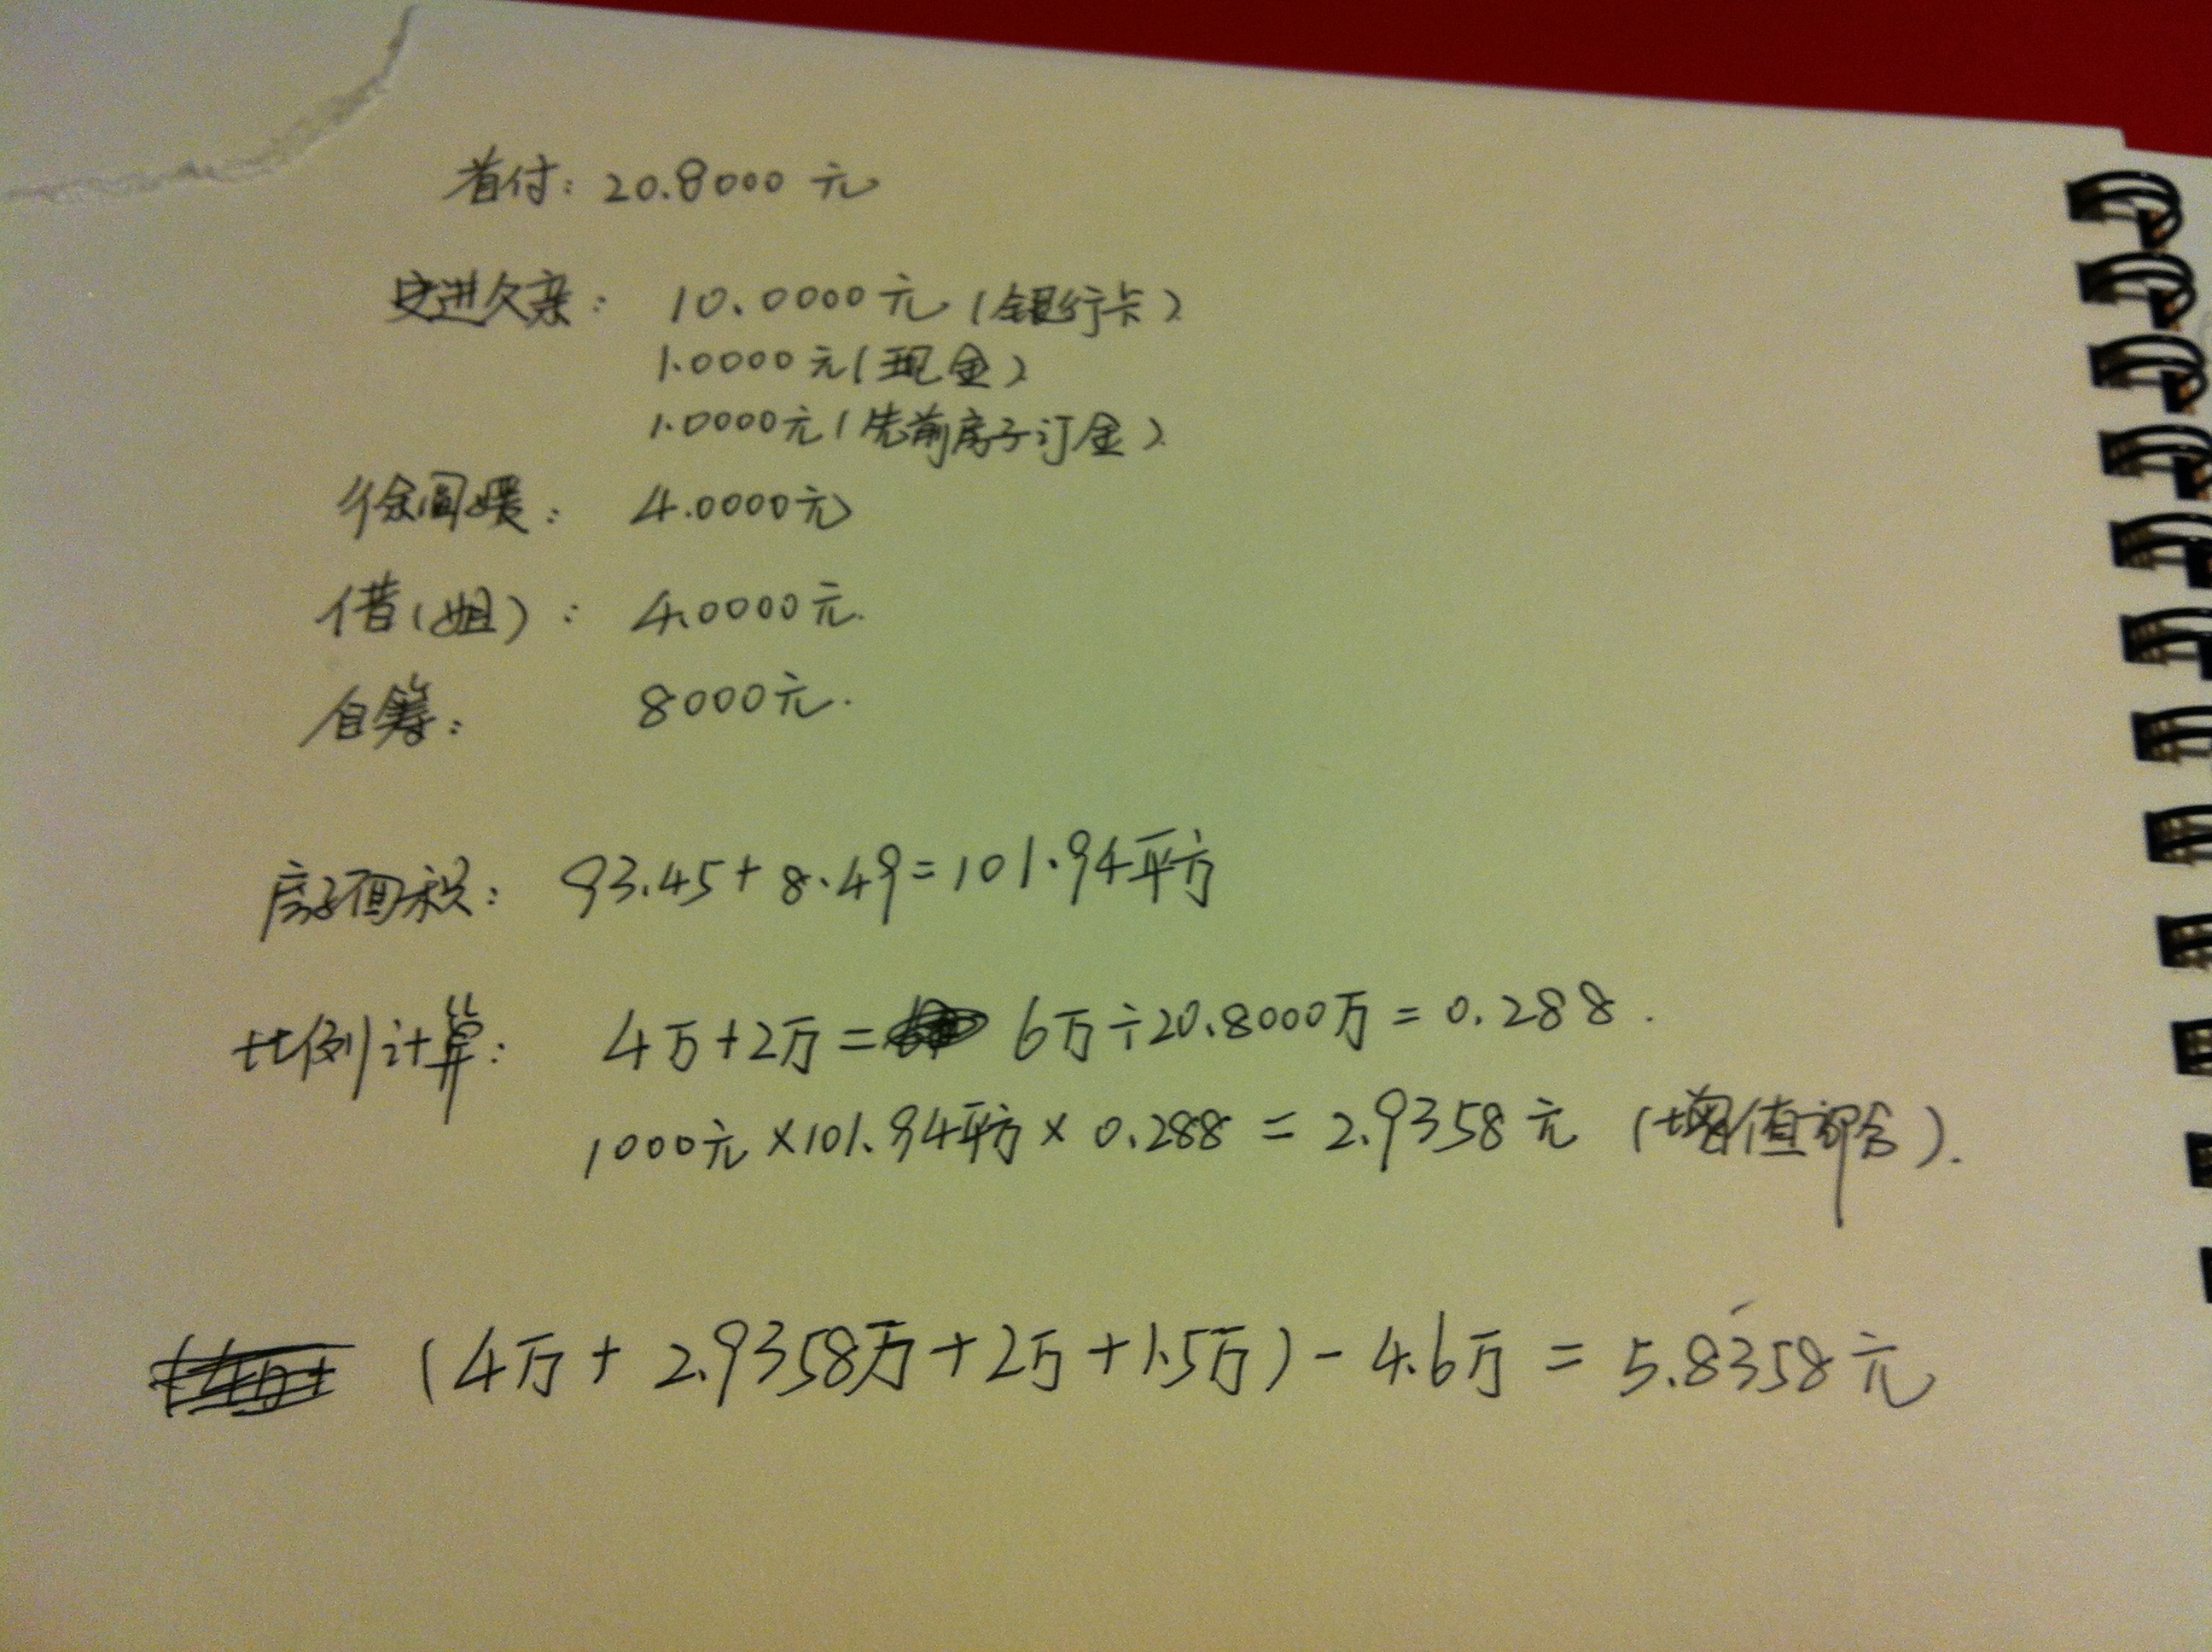 首付: 20.8000 元
史进父亲: 10.0000元 (银行卡)
1.0000元 (现金)
1.0000元 (先前房子订金)
徐媛: 4.0000元
借(姐): 4.0000元.
自筹: 8000元.
房子面积: 93.45+8.49=101.94平方
比例计算: 4万+2万= 6万÷20.8000万=0.288.
1000元×101.94平方×0.288=2.9358元 (增值部分).
(4万+2.9358万+2万+1.5万)-4.6万=5.8358元